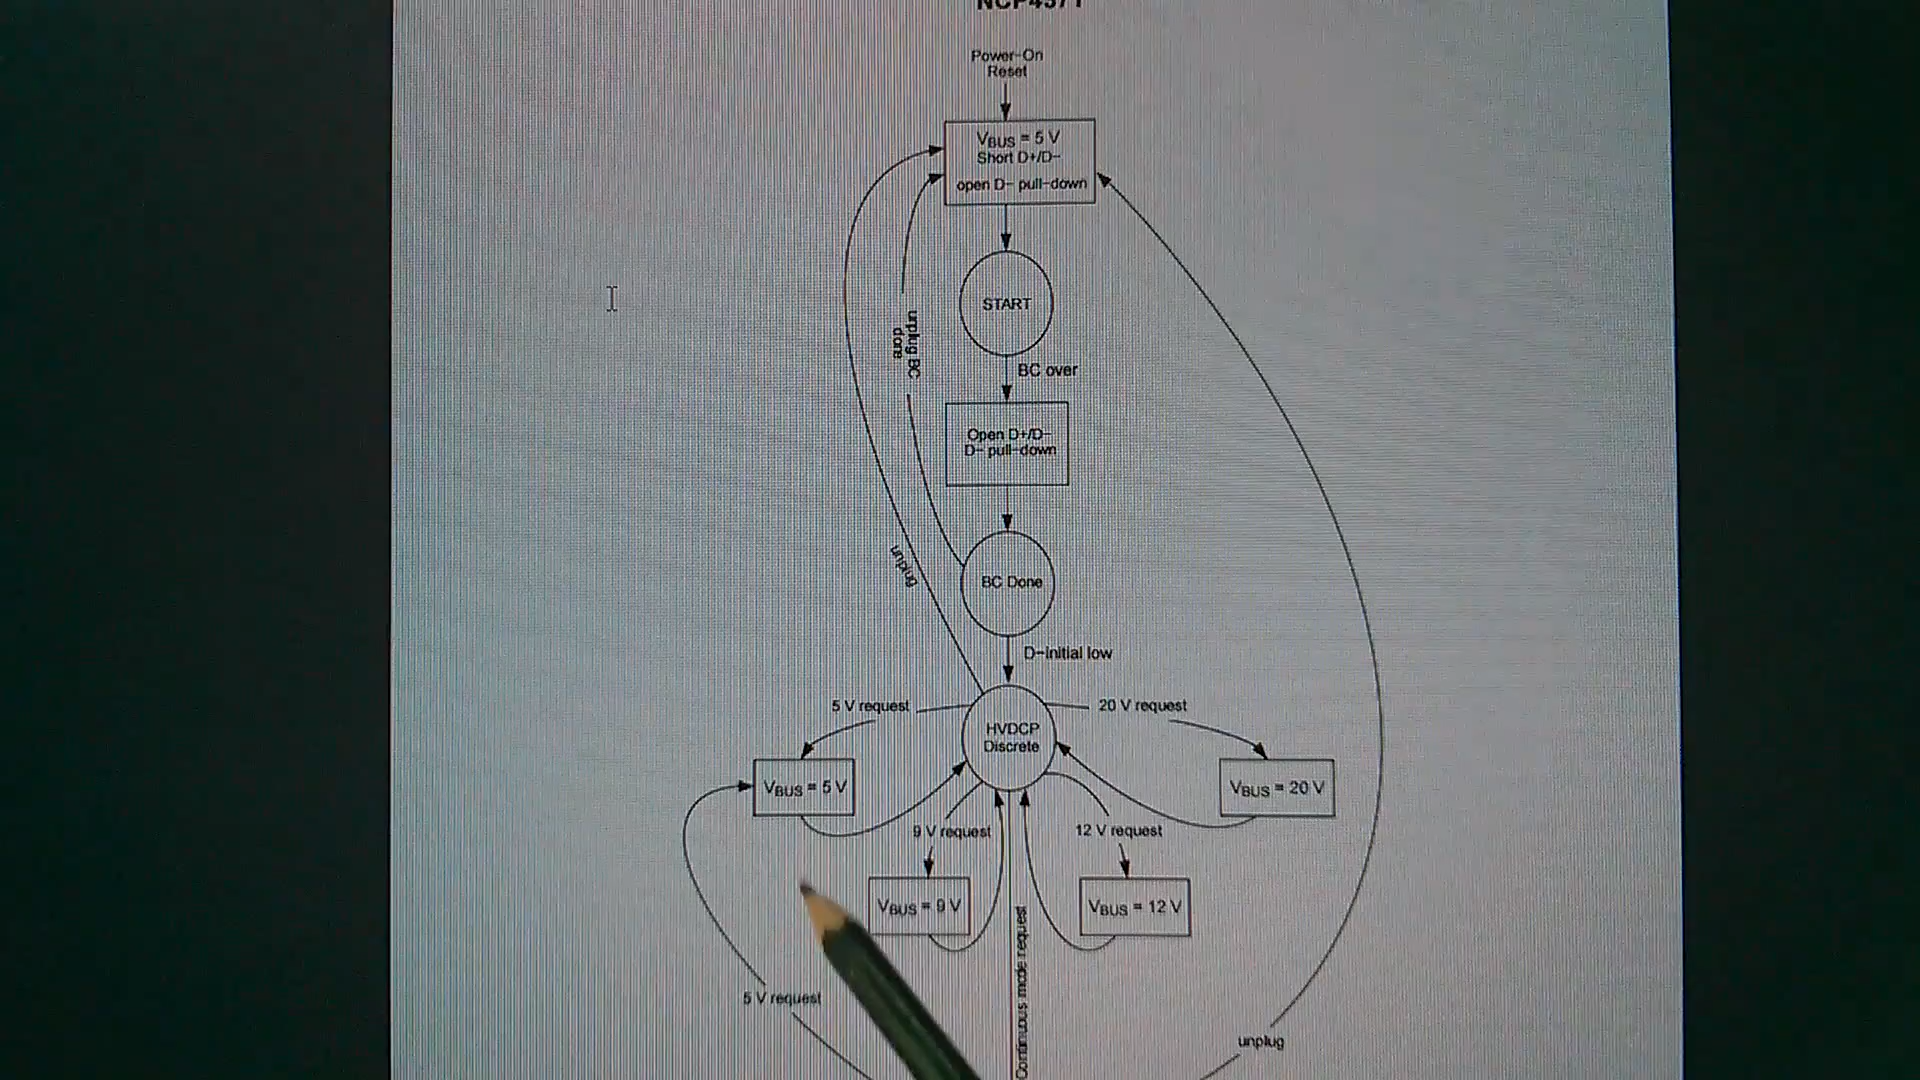 NCP4371
Power-On
Reset
VBUS = 5 V
Short D+/D-
open D- pull-down
START
unplug BC
done
BC over
Open D+/D-
D- pull-down
unplug
BC Done
D-initial low
5 V request
20 V request
HVDCP
Discrete
VBUS = 5 V
VBUS = 20 V
9 V request
12 V request
VBUS = 9 V
VBUS = 12 V
Continuous mode request
5 V request
unplug